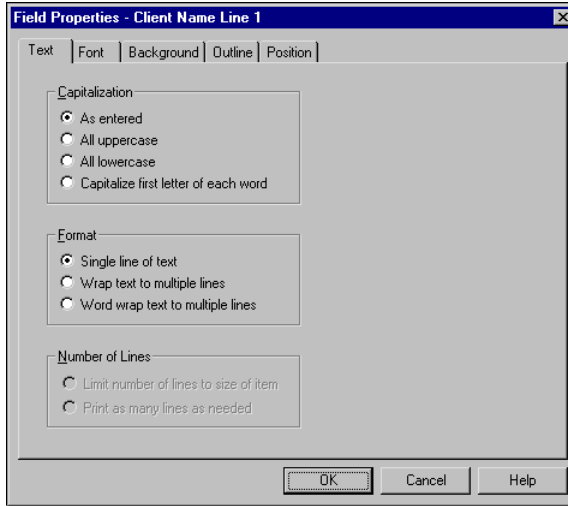 Field Properties - Client Name Line 1
Text Font Background Outline Position
Capitalization
As entered
All uppercase
All lowercase
Capitalize first letter of each word
Format
Single line of text
Wrap text to multiple lines
Word wrap text to multiple lines
Number of Lines
Limit number of lines to size of item
Print as many lines as needed
OK Cancel Help